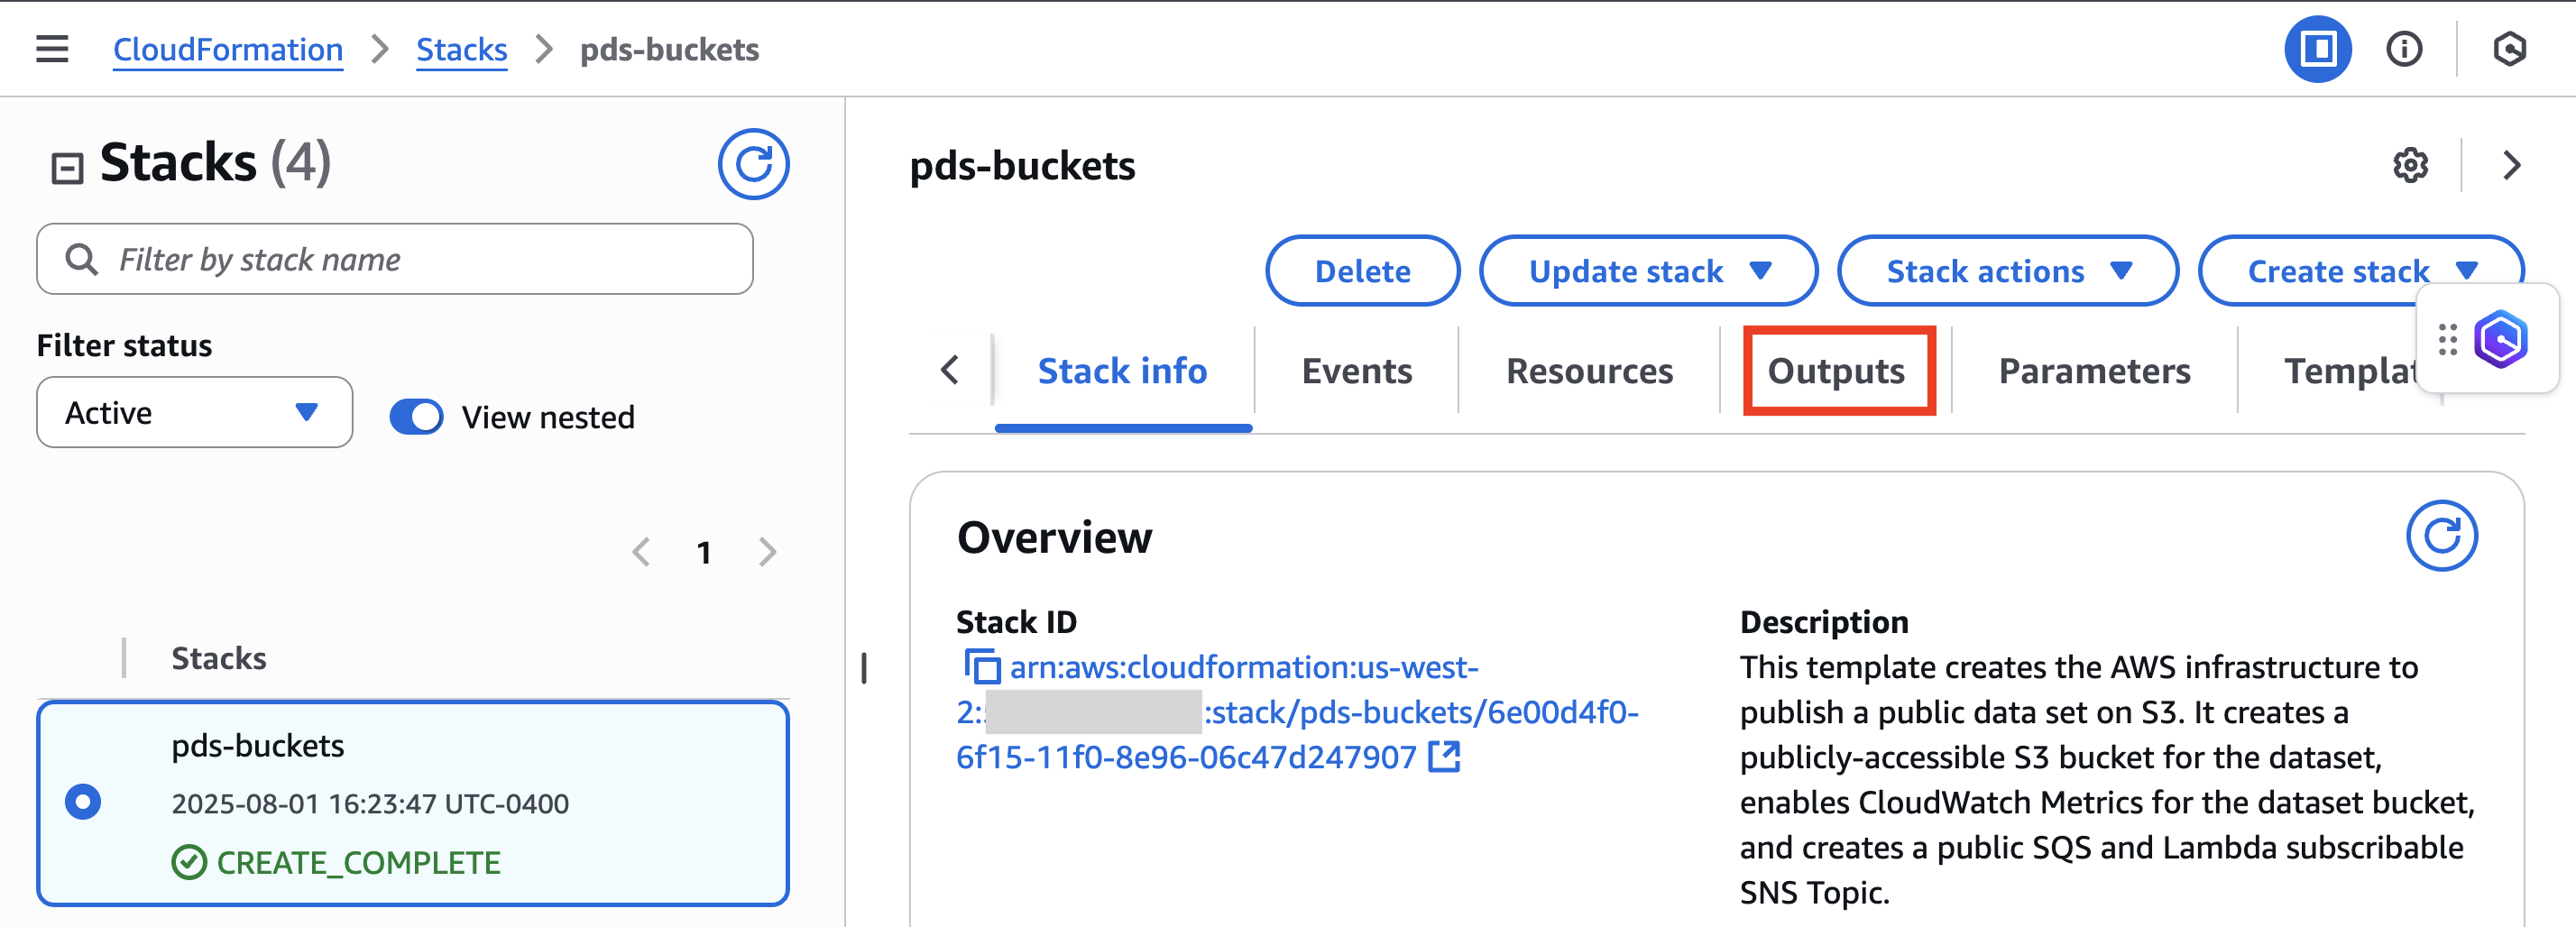 CloudFormation > Stacks > pds-buckets
Stacks (4)
Filter by stack name
Filter status
Active
View nested
1
Stacks
pds-buckets
2025-08-01 16:23:47 UTC-0400
CREATE_COMPLETE
pds-buckets
Delete
Update stack
Stack actions
Create stack
Stack info
Events
Resources
Outputs
Parameters
Templat
Overview
Stack ID
arn:aws:cloudformation:us-west-
2: :stack/pds-buckets/6e00d4f0-
6f15-11f0-8e96-06c47d247907
Description
This template creates the AWS infrastructure to
publish a public data set on S3. It creates a
publicly-accessible S3 bucket for the dataset,
enables CloudWatch Metrics for the dataset bucket,
and creates a public SQS and Lambda subscribable
SNS Topic.